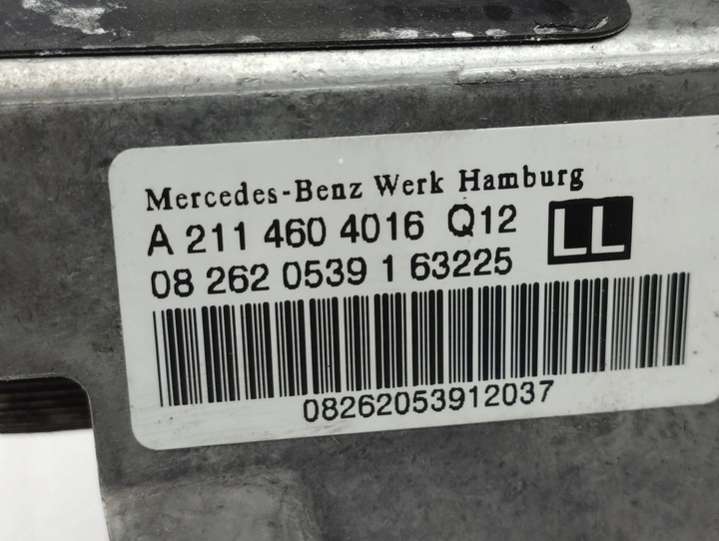 Mercedes-Benz Werk Hamburg
A 211 460 4016 Q12 LL
08 262 0539 1 63225
08262053912037